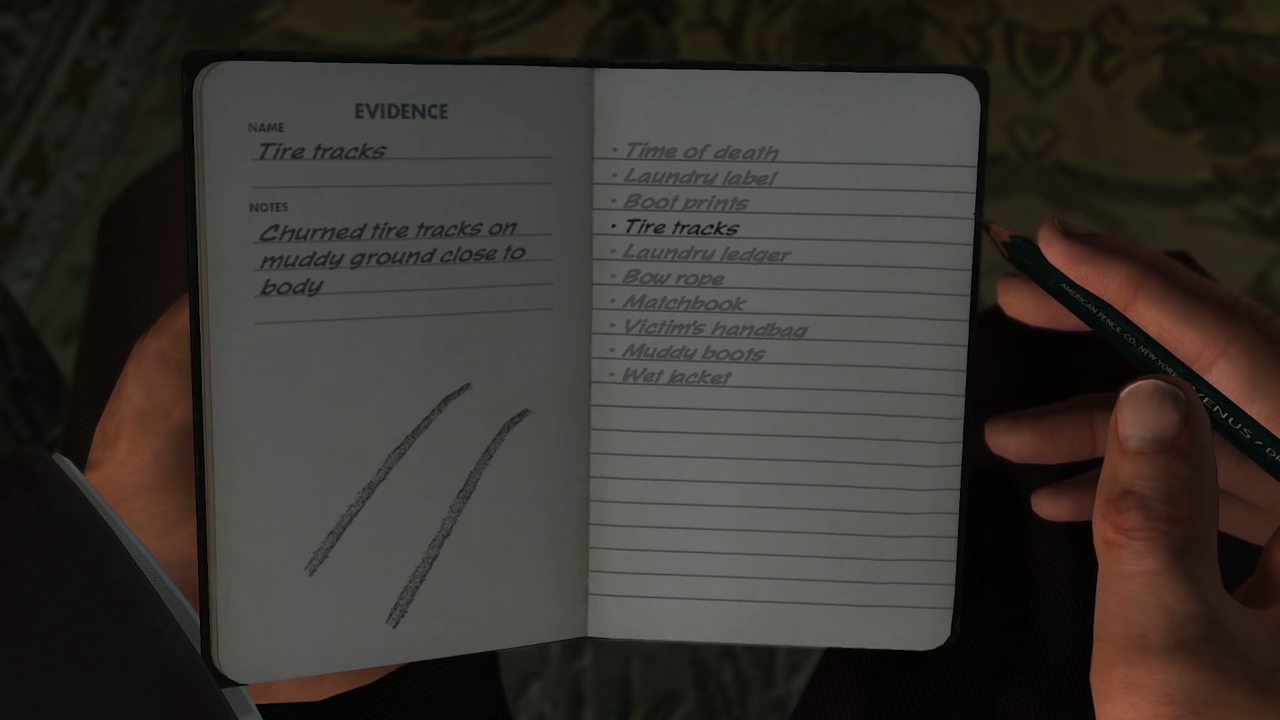 EVIDENCE
NAME
Tire tracks
NOTES
Churned tire tracks on
muddy ground close to
body
• Time of death
• Laundry label
• Boot prints
• Tire tracks
• Laundry ledger
• Bow rope
• Matchbook
• Victim's handbag
• Muddy boots
• Wet jacket
AMERICAN PENCIL CO. NEW YORK
VENUS